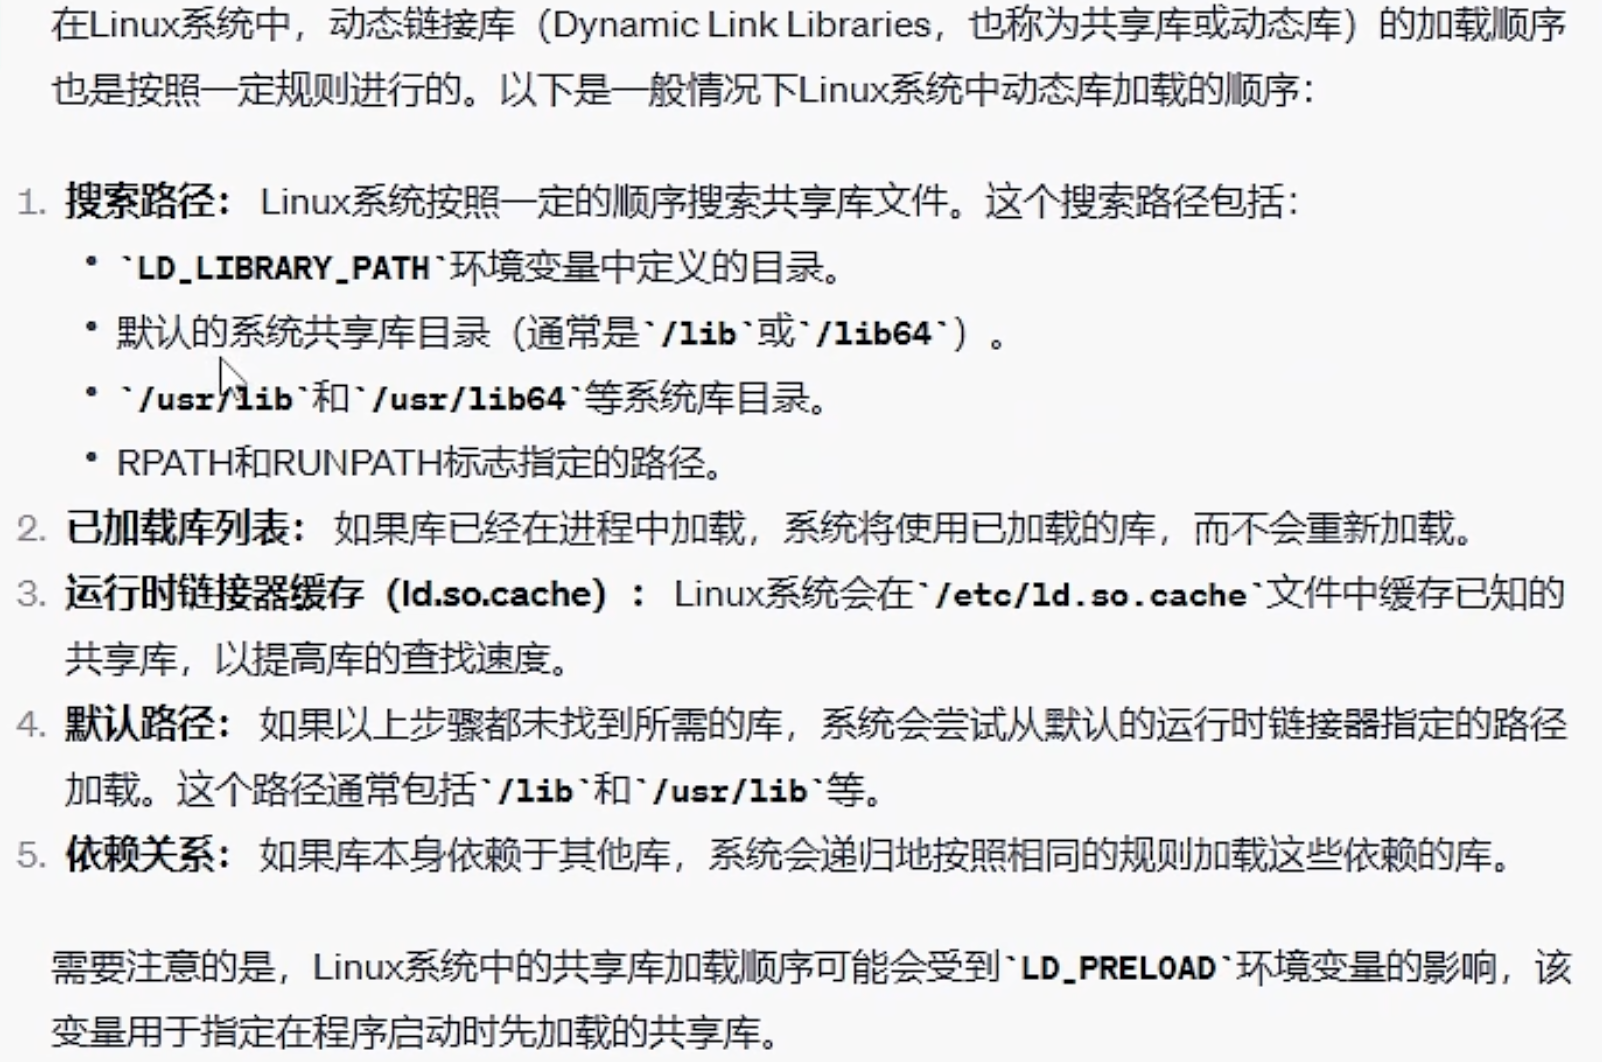 在Linux系统中，动态链接库（Dynamic Link Libraries，也称为共享库或动态库）的加载顺序
也是按照一定规则进行的。以下是一般情况下Linux系统中动态库加载的顺序：
1. 搜索路径： Linux系统按照一定的顺序搜索共享库文件。这个搜索路径包括：
• `LD_LIBRARY_PATH`环境变量中定义的目录。
• 默认的系统共享库目录（通常是`/lib`或`/lib64`）。
• `/usr/lib`和`/usr/lib64`等系统库目录。
• RPATH和RUNPATH标志指定的路径。
2. 已加载库列表： 如果库已经在进程中加载，系统将使用已加载的库，而不会重新加载。
3. 运行时链接器缓存（ld.so.cache）： Linux系统会在`/etc/ld.so.cache`文件中缓存已知的
共享库，以提高库的查找速度。
4. 默认路径： 如果以上步骤都未找到所需的库，系统会尝试从默认的运行时链接器指定的路径
加载。这个路径通常包括`/lib`和`/usr/lib`等。
5. 依赖关系： 如果库本身依赖于其他库，系统会递归地按照相同的规则加载这些依赖的库。
需要注意的是，Linux系统中的共享库加载顺序可能会受到`LD_PRELOAD`环境变量的影响，该
变量用于指定在程序启动时先加载的共享库。